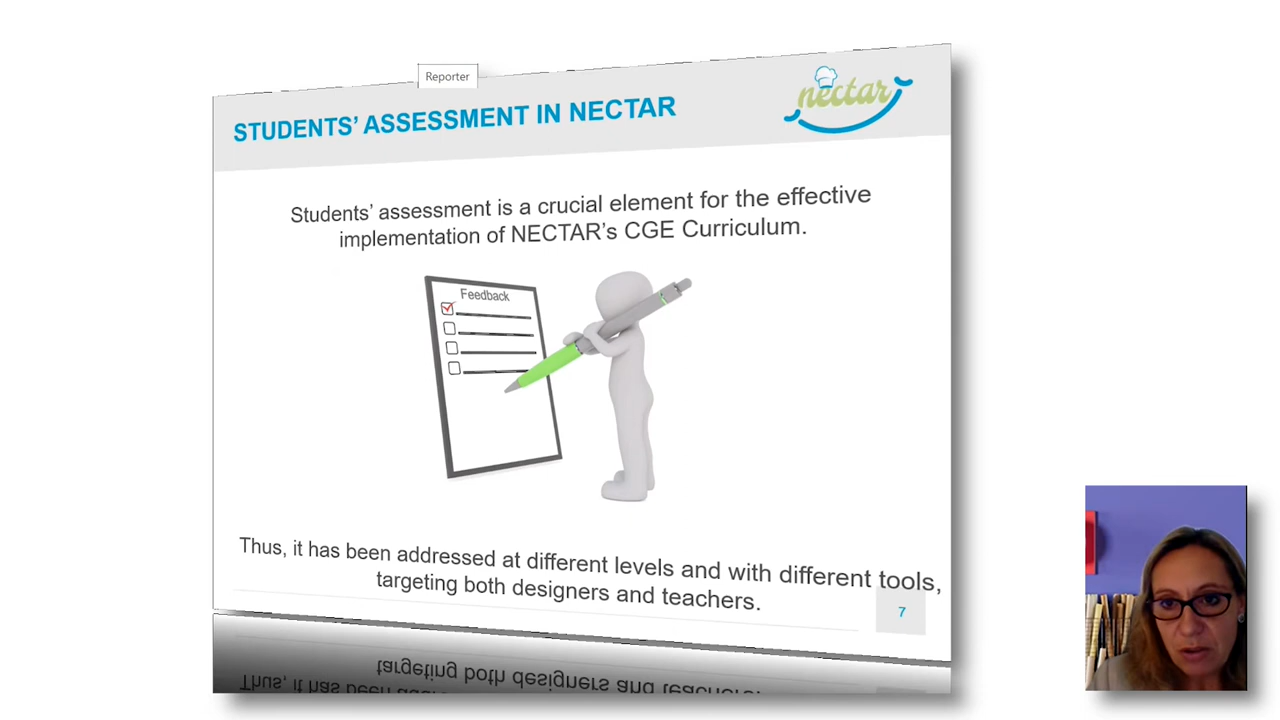 Reporter
STUDENTS' ASSESSMENT IN NECTAR
nectar
Students' assessment is a crucial element for the effective
implementation of NECTAR's CGE Curriculum.
Feedback
Thus, it has been addressed at different levels and with different tools,
targeting both designers and teachers.
7